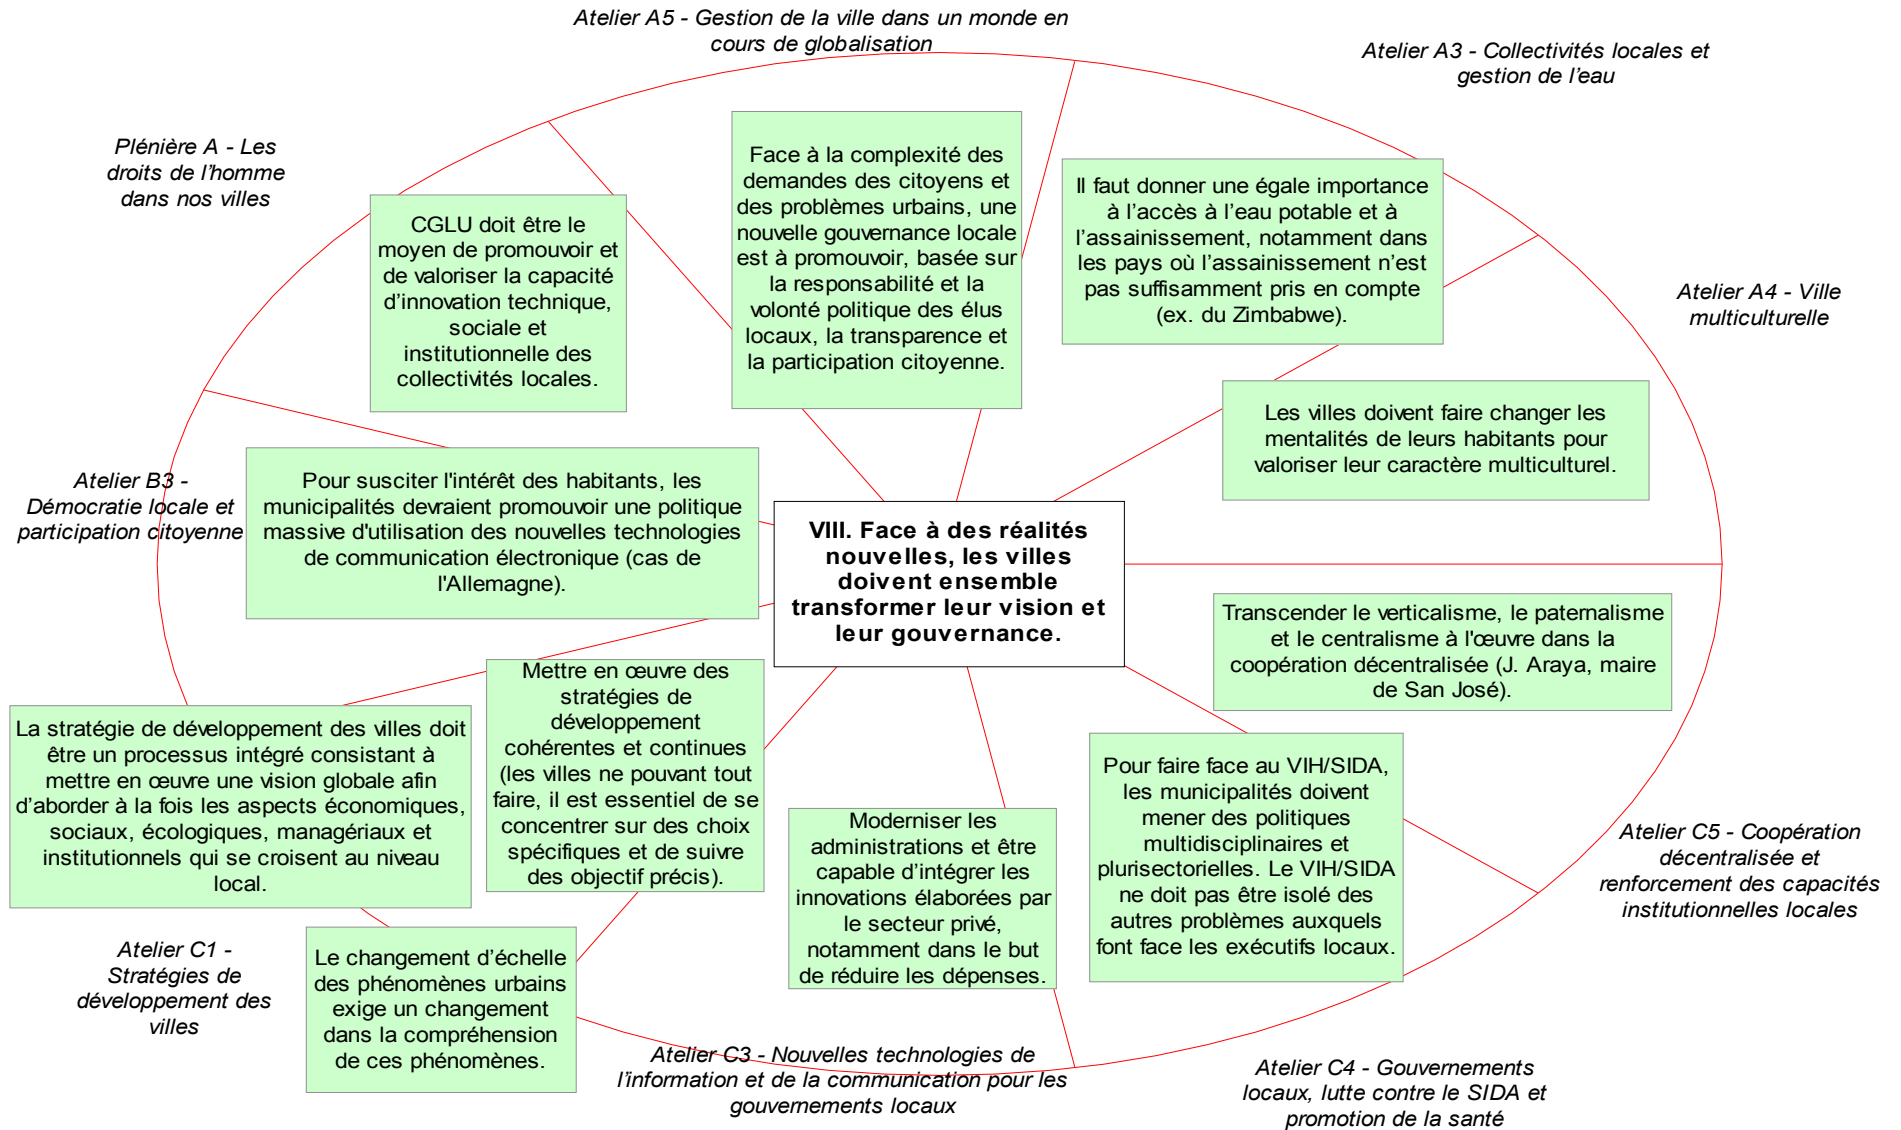 Atelier A5 - Gestion de la ville dans un monde en
cours de globalisation
Atelier A3 - Collectivités locales et
gestion de l’eau
Plénière A - Les
droits de l’homme
dans nos villes
Face à la complexité des
demandes des citoyens et
des problèmes urbains, une
nouvelle gouvernance locale
est à promouvoir, basée sur
la responsabilité et la
volonté politique des élus
locaux, la transparence et
la participation citoyenne.
Il faut donner une égale importance
à l’accès à l’eau potable et à
l’assainissement, notamment dans
les pays où l’assainissement n’est
pas suffisamment pris en compte
(ex. du Zimbabwe).
CGLU doit être le
moyen de promouvoir et
de valoriser la capacité
d’innovation technique,
sociale et
institutionnelle des
collectivités locales.
Atelier A4 - Ville
multiculturelle
Les villes doivent faire changer les
mentalités de leurs habitants pour
valoriser leur caractère multiculturel.
Atelier B3 -
Démocratie locale et
participation citoyenne
Pour susciter l'intérêt des habitants, les
municipalités devraient promouvoir une politique
massive d'utilisation des nouvelles technologies
de communication électronique (cas de
l'Allemagne).
VIII. Face à des réalités
nouvelles, les villes
doivent ensemble
transformer leur vision et
leur gouvernance.
Transcender le verticalisme, le paternalisme
et le centralisme à l'œuvre dans la
coopération décentralisée (J. Araya, maire
de San José).
Mettre en œuvre des
stratégies de
développement
cohérentes et continues
(les villes ne pouvant tout
faire, il est essentiel de se
concentrer sur des choix
spécifiques et de suivre
des objectif précis).
La stratégie de développement des villes doit
être un processus intégré consistant à
mettre en œuvre une vision globale afin
d’aborder à la fois les aspects économiques,
sociaux, écologiques, managériaux et
institutionnels qui se croisent au niveau
local.
Pour faire face au VIH/SIDA,
les municipalités doivent
mener des politiques
multidisciplinaires et
plurisectorielles. Le VIH/SIDA
ne doit pas être isolé des
autres problèmes auxquels
font face les exécutifs locaux.
Moderniser les
administrations et être
capable d’intégrer les
innovations élaborées par
le secteur privé,
notamment dans le but
de réduire les dépenses.
Atelier C5 - Coopération
décentralisée et
renforcement des capacités
institutionnelles locales
Atelier C1 -
Stratégies de
développement des
villes
Le changement d’échelle
des phénomènes urbains
exige un changement
dans la compréhension
de ces phénomènes.
Atelier C3 - Nouvelles technologies de
l’information et de la communication pour les
gouvernements locaux
Atelier C4 - Gouvernements
locaux, lutte contre le SIDA et
promotion de la santé